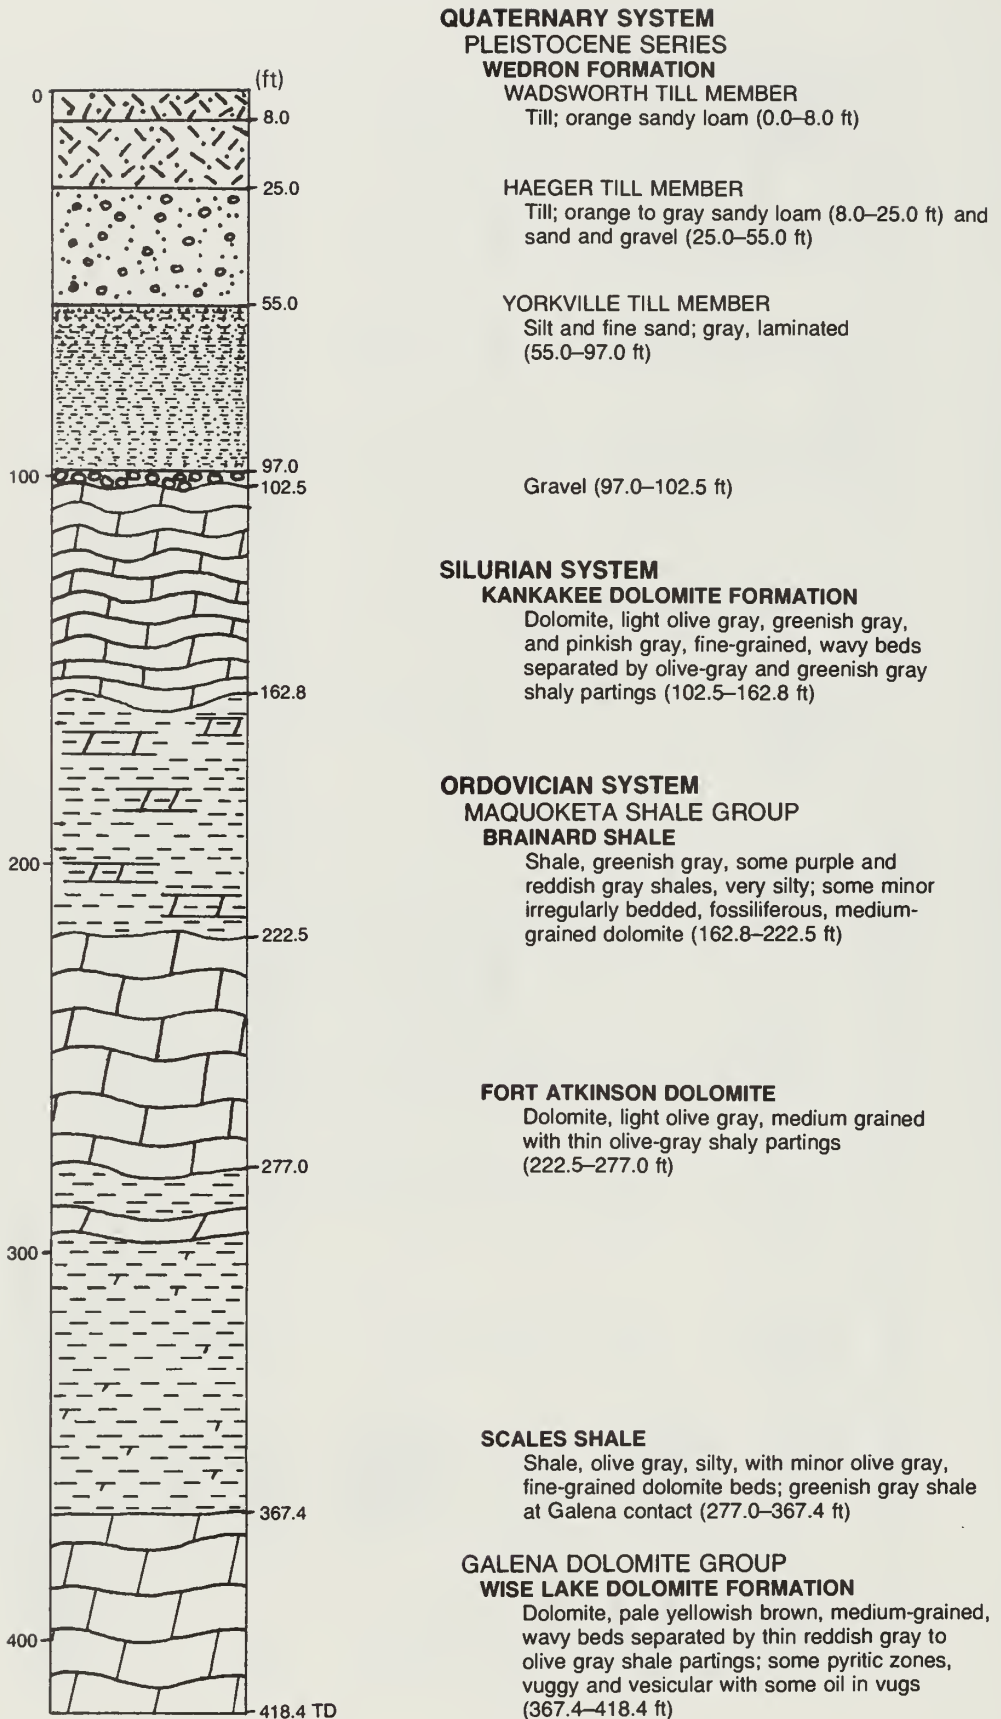 QUATERNARY SYSTEM
PLEISTOCENE SERIES
WEDRON FORMATION
(ft)
WADSWORTH TILL MEMBER
0
Till; orange sandy loam (0.0–8.0 ft)
8.0
25.0
HAEGER TILL MEMBER
Till; orange to gray sandy loam (8.0–25.0 ft) and
sand and gravel (25.0–55.0 ft)
55.0
YORKVILLE TILL MEMBER
Silt and fine sand; gray, laminated
(55.0–97.0 ft)
97.0
100
102.5
Gravel (97.0–102.5 ft)
SILURIAN SYSTEM
KANKAKEE DOLOMITE FORMATION
Dolomite, light olive gray, greenish gray,
and pinkish gray, fine-grained, wavy beds
separated by olive-gray and greenish gray
shaly partings (102.5–162.8 ft)
162.8
ORDOVICIAN SYSTEM
MAQUOKETA SHALE GROUP
BRAINARD SHALE
200
Shale, greenish gray, some purple and
reddish gray shales, very silty; some minor
irregularly bedded, fossiliferous, medium-
grained dolomite (162.8–222.5 ft)
222.5
FORT ATKINSON DOLOMITE
Dolomite, light olive gray, medium grained
with thin olive-gray shaly partings
(222.5–277.0 ft)
277.0
300
SCALES SHALE
Shale, olive gray, silty, with minor olive gray,
fine-grained dolomite beds; greenish gray shale
at Galena contact (277.0–367.4 ft)
367.4
GALENA DOLOMITE GROUP
WISE LAKE DOLOMITE FORMATION
Dolomite, pale yellowish brown, medium-grained,
wavy beds separated by thin reddish gray to
400
olive gray shale partings; some pyritic zones,
vuggy and vesicular with some oil in vugs
(367.4–418.4 ft)
418.4 TD